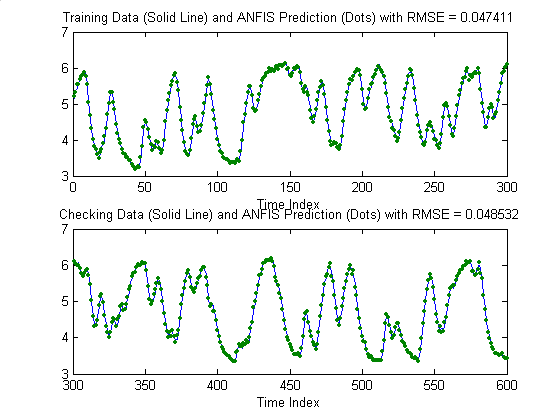 Training Data (Solid Line) and ANFIS Prediction (Dots) with RMSE = 0.047411
7
6
5
4
3
0 50 100 150 200 250 300
Time Index
Checking Data (Solid Line) and ANFIS Prediction (Dots) with RMSE = 0.048532
7
6
5
4
3
300 350 400 450 500 550 600
Time Index